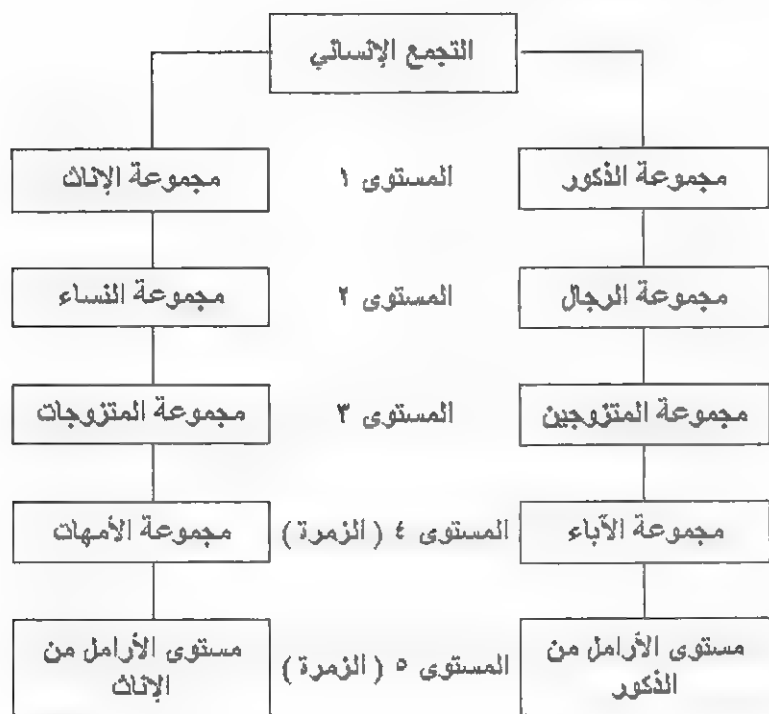 التجمع الإنساني
مجموعة الذكور
المستوى ١
مجموعة الإناث
مجموعة الرجال
المستوى ٢
مجموعة النساء
مجموعة المتزوجين
المستوى ٣
مجموعة المتزوجات
مجموعة الآباء
المستوى ٤ ( الزمرة )
مجموعة الأمهات
مستوى الأرامل من
الذكور
المستوى ٥ ( الزمرة )
مستوى الأرامل من
الإناث